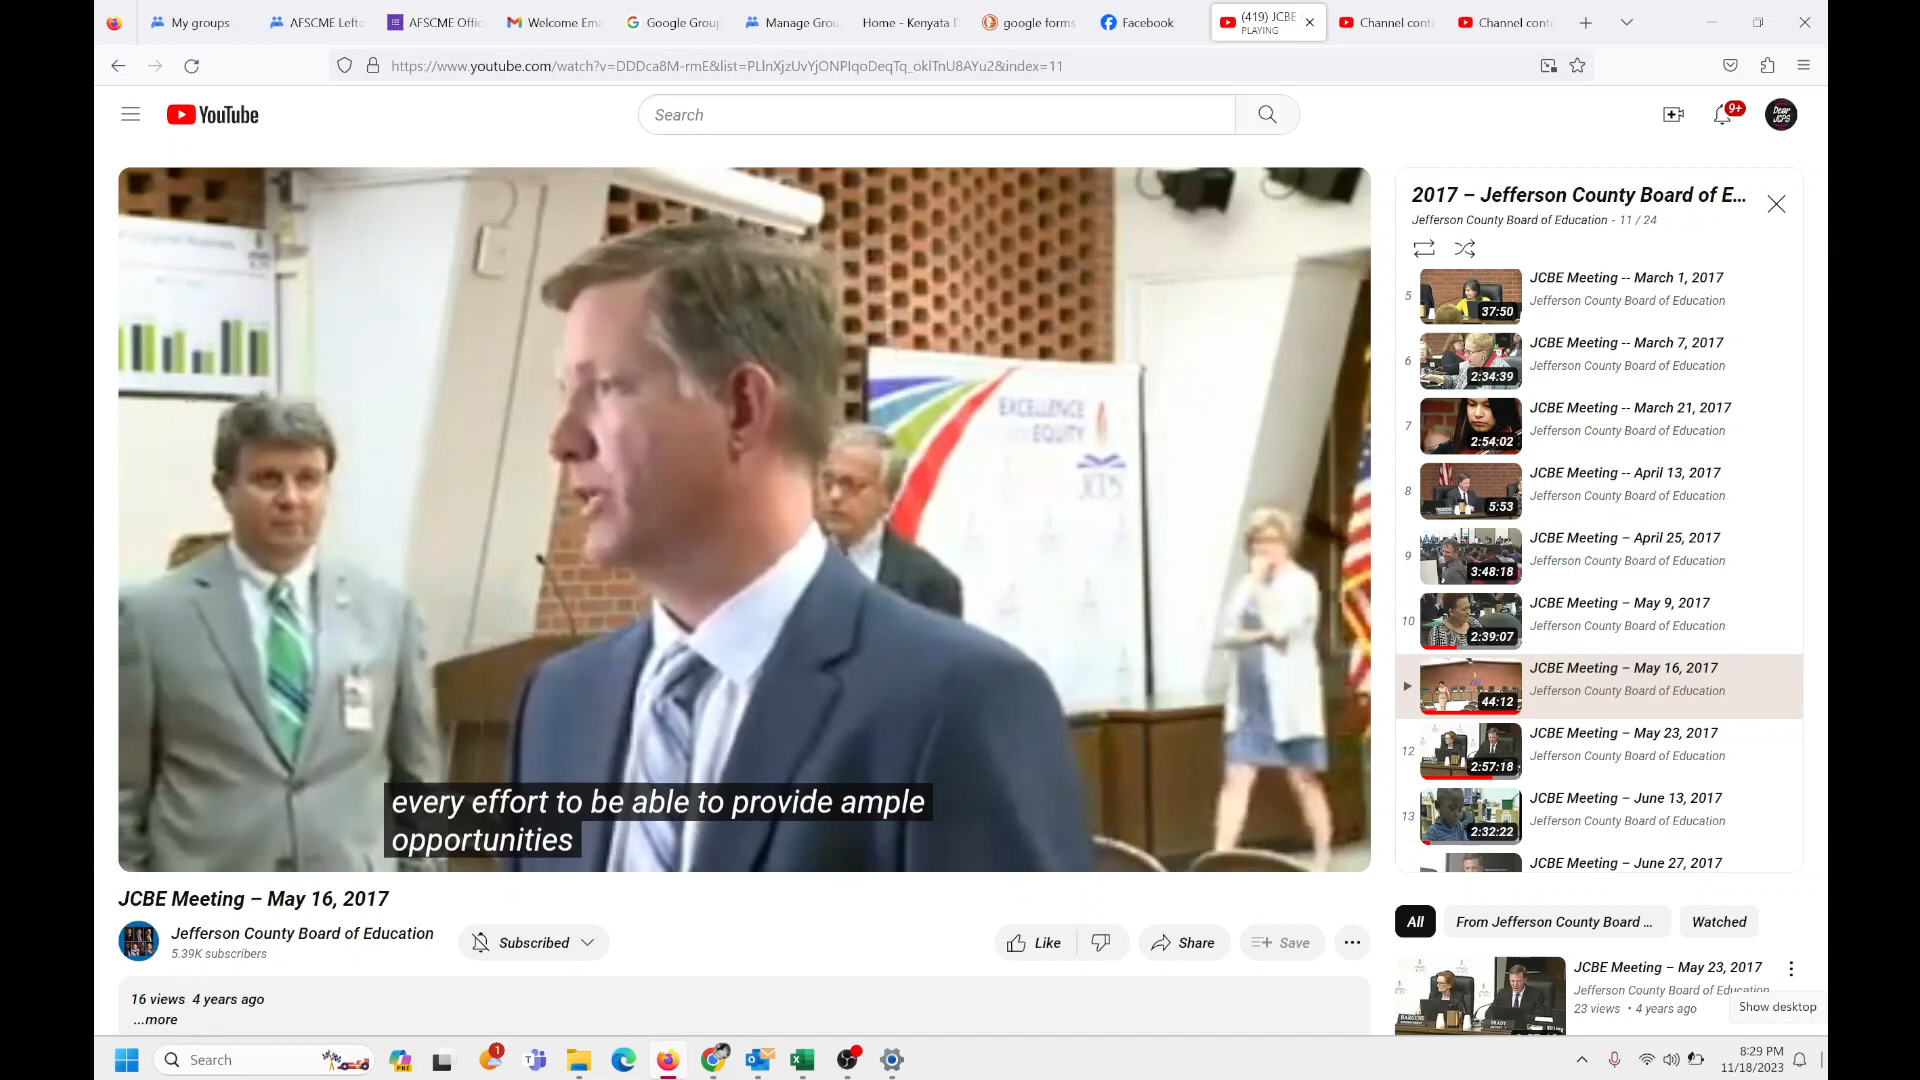 My groups
AFSCME Lefto
AFSCME Offic
Welcome Ema
Google Group
Manage Grou
Home - Kenyata D
google forms
Facebook
(419) JCBE
PLAYING
Channel cont
Channel cont
https://www.youtube.com/watch?v=DDDca8M-rmE&list=PLlnXjzUvYjONPIqoDeqTq_oklTnU8AYu2&index=11
YouTube
Search
9+
Dear
JCPS
EXCELLENCE
EQUITY
JCPS
every effort to be able to provide ample
opportunities
2017 – Jefferson County Board of E...
Jefferson County Board of Education - 11 / 24
5
37:50
JCBE Meeting -- March 1, 2017
Jefferson County Board of Education
6
2:34:39
JCBE Meeting -- March 7, 2017
Jefferson County Board of Education
7
2:54:02
JCBE Meeting -- March 21, 2017
Jefferson County Board of Education
8
5:53
JCBE Meeting -- April 13, 2017
Jefferson County Board of Education
9
3:48:18
JCBE Meeting – April 25, 2017
Jefferson County Board of Education
10
2:39:07
JCBE Meeting – May 9, 2017
Jefferson County Board of Education
44:12
JCBE Meeting – May 16, 2017
Jefferson County Board of Education
12
2:57:18
JCBE Meeting – May 23, 2017
Jefferson County Board of Education
13
2:32:22
JCBE Meeting – June 13, 2017
Jefferson County Board of Education
JCBE Meeting – June 27, 2017
JCBE Meeting – May 16, 2017
Jefferson County Board of Education
5.39K subscribers
Subscribed
Like
Share
Save
16 views 4 years ago
...more
All
From Jefferson County Board ...
Watched
HARGENS
BRADY
JCBE Meeting – May 23, 2017
Jefferson County Board of Education
23 views • 4 years ago
Show desktop
Search
PRE
1
8:29 PM
11/18/2023